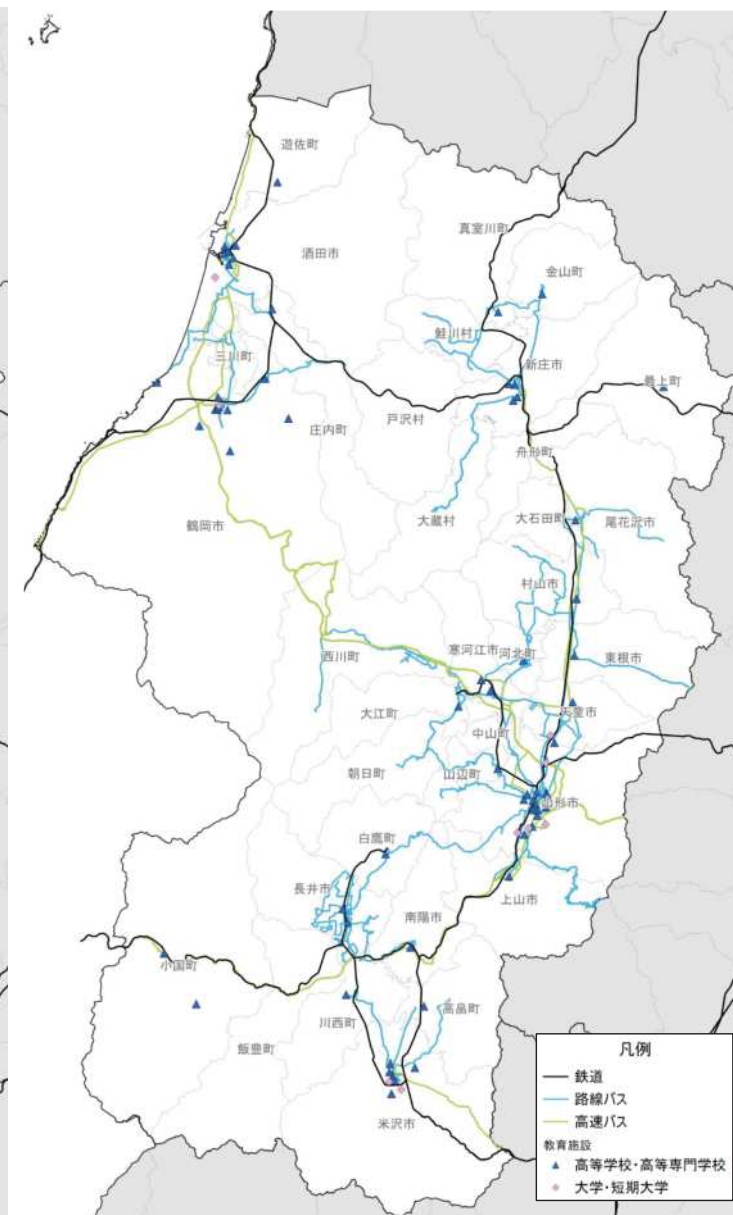 遊佐町
真室川町
酒田市
金山町
鮭川村
三川町
新庄市
最上町
庄内町
戸沢村
舟形町
大蔵村
大石田町
尾花沢市
鶴岡市
村山市
寒河江市
河北町
東根市
西川町
大江町
天童市
中山町
朝日町
山辺町
山形市
白鷹町
長井市
上山市
南陽市
小国町
川西町
高畠町
飯豊町
米沢市
凡例
鉄道
路線バス
高速バス
教育施設
高等学校・高等専門学校
大学・短期大学